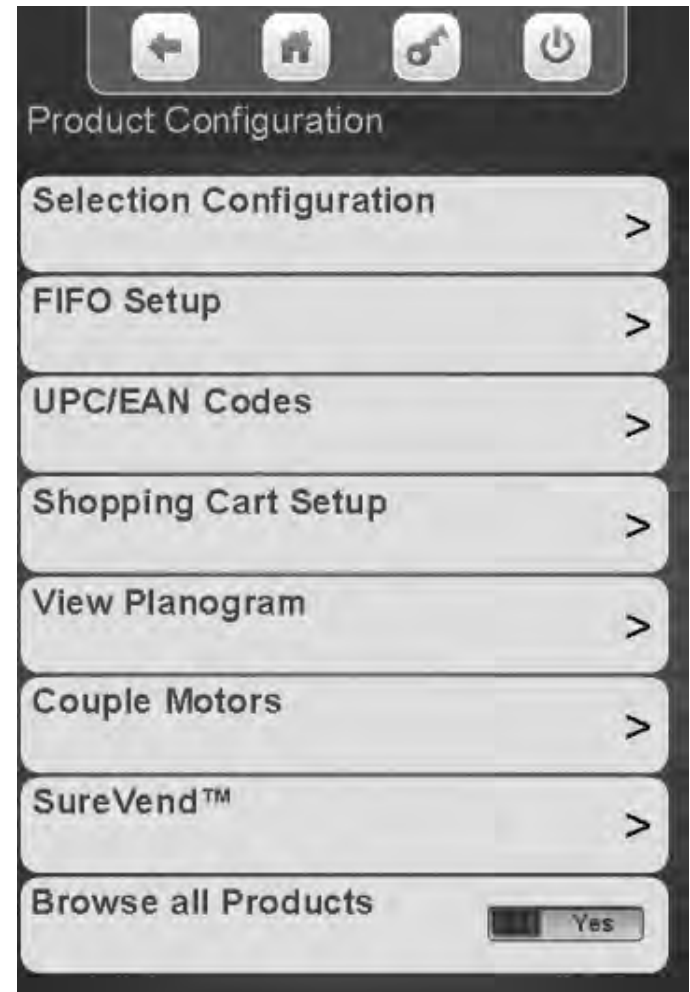 Product Configuration
Selection Configuration
>
FIFO Setup
>
UPC/EAN Codes
>
Shopping Cart Setup
>
View Planogram
>
Couple Motors
>
SureVend™
>
Browse all Products
Yes